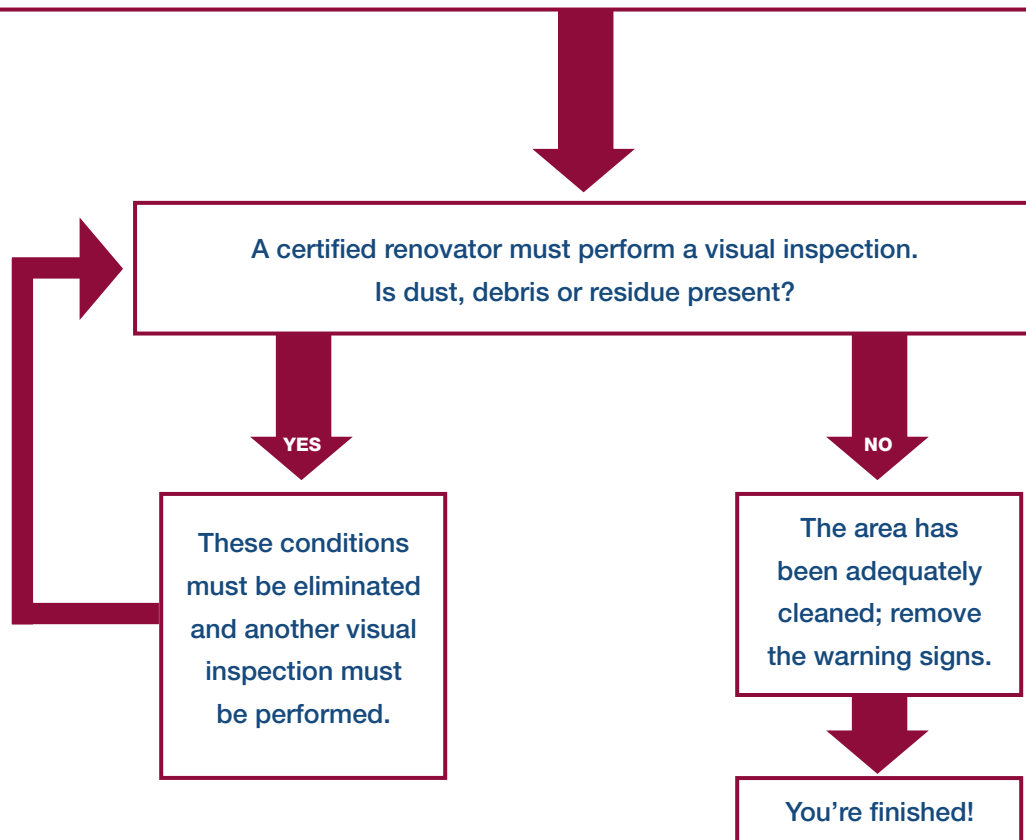 A certified renovator must perform a visual inspection.
Is dust, debris or residue present?
YES
NO
These conditions
must be eliminated
and another visual
inspection must
be performed.
The area has
been adequately
cleaned; remove
the warning signs.
You're finished!